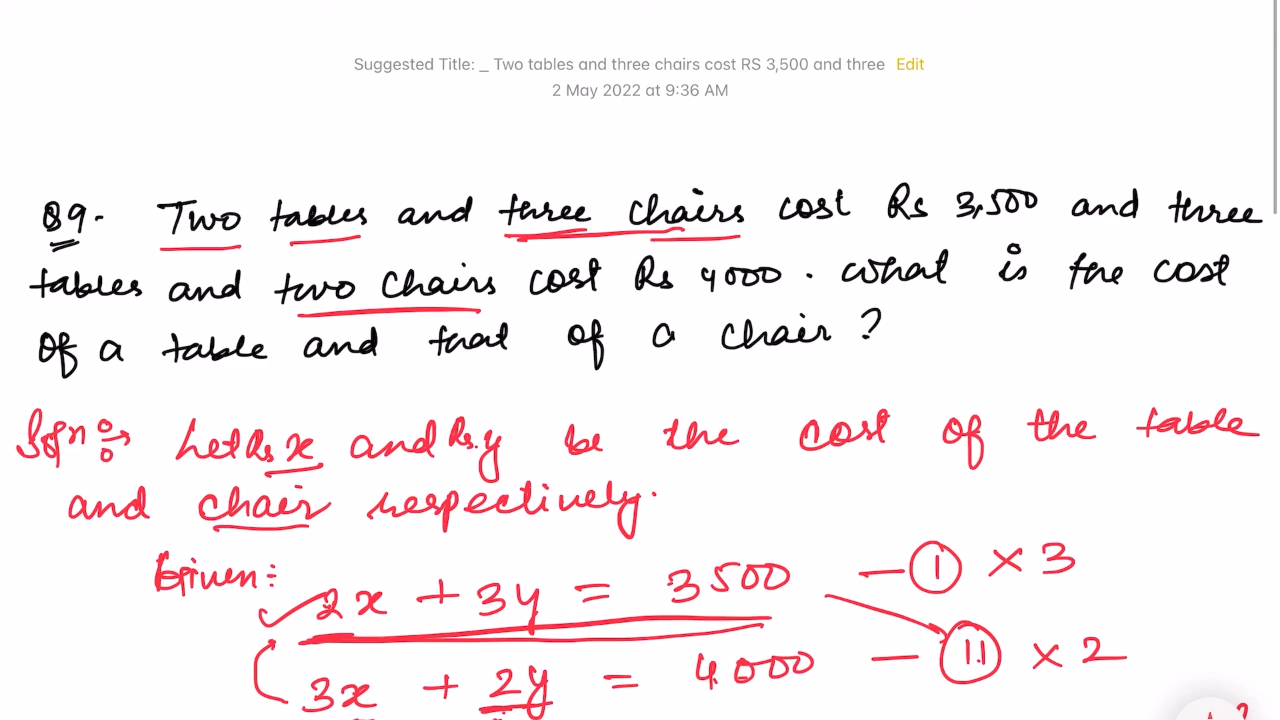 Suggested Title: _ Two tables and three chairs cost RS 3,500 and three Edit
2 May 2022 at 9:36 AM
Q9. Two tables and three chairs cost Rs 3,500 and three
tables and two chairs cost Rs 4000. What is the cost
of a table and that of a chair?
Sol'n: Let Rs x and Rs. y be the cost of the table
and chair respectively.
Given:
2x + 3y = 3500 — (1) × 3
3x + 2y = 4000 — (11) × 2